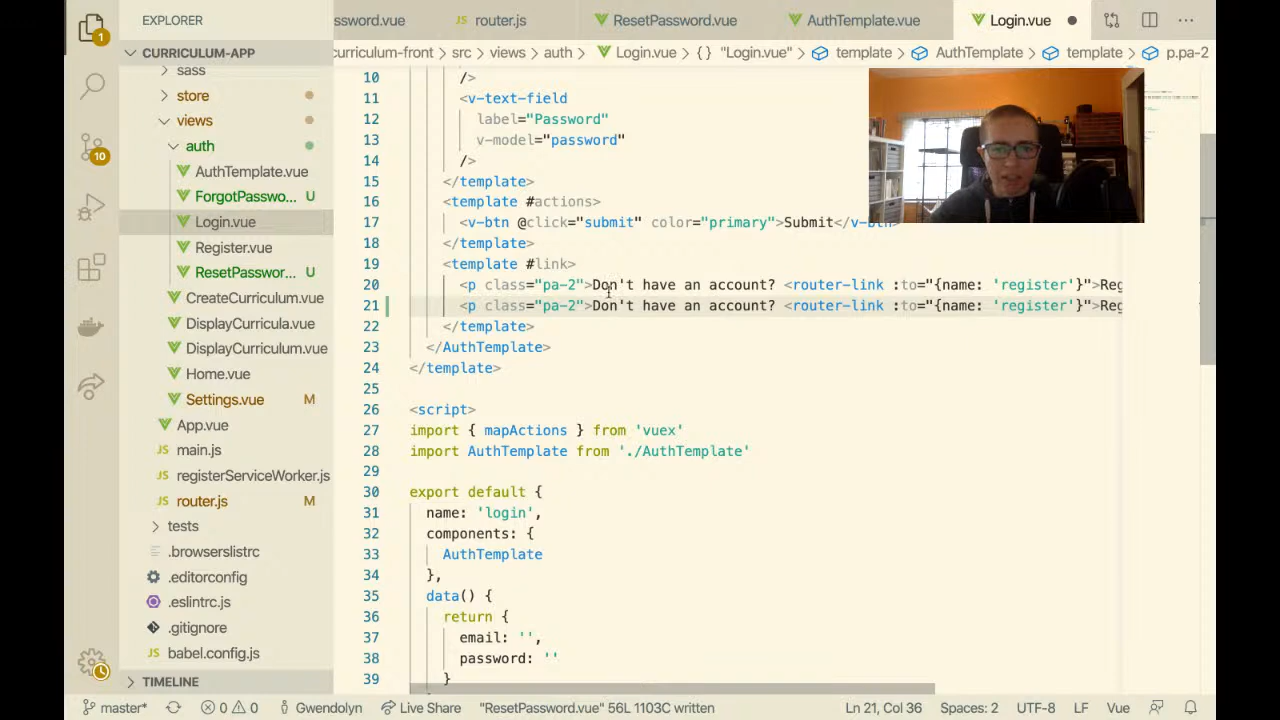 EXPLORER
ssword.vue
router.js
ResetPassword.vue
AuthTemplate.vue
Login.vue
1
CURRICULUM-APP
curriculum-front > src > views > auth > Login.vue > {} "Login.vue" > template > AuthTemplate > template > p.pa-2
sass
store
views
auth
AuthTemplate.vue
ForgotPasswo... U
Login.vue
Register.vue
ResetPasswor... U
CreateCurriculum.vue
DisplayCurricula.vue
DisplayCurriculum.vue
Home.vue
Settings.vue M
App.vue
main.js
registerServiceWorker.js
router.js M
tests
.browserslistrc
.editorconfig
.eslintrc.js
.gitignore
babel.config.js
TIMELINE
10
10 />
11 <v-text-field
12 label="Password"
13 v-model="password"
14 />
15 </template>
16 <template #actions>
17 <v-btn @click="submit" color="primary">Submit</v-btn>
18 </template>
19 <template #link>
20 <p class="pa-2">Don't have an account? <router-link :to="{name: 'register'}">Reg
21 <p class="pa-2">Don't have an account? <router-link :to="{name: 'register'}">Reg
22 </template>
23 </AuthTemplate>
24 </template>
25
26 <script>
27 import { mapActions } from 'vuex'
28 import AuthTemplate from './AuthTemplate'
29
30 export default {
31 name: 'login',
32 components: {
33 AuthTemplate
34 },
35 data() {
36 return {
37 email: '',
38 password: ''
39 }
master*
0 0
Gwendolyn
Live Share
"ResetPassword.vue" 56L 1103C written
Ln 21, Col 36
Spaces: 2
UTF-8
LF
Vue